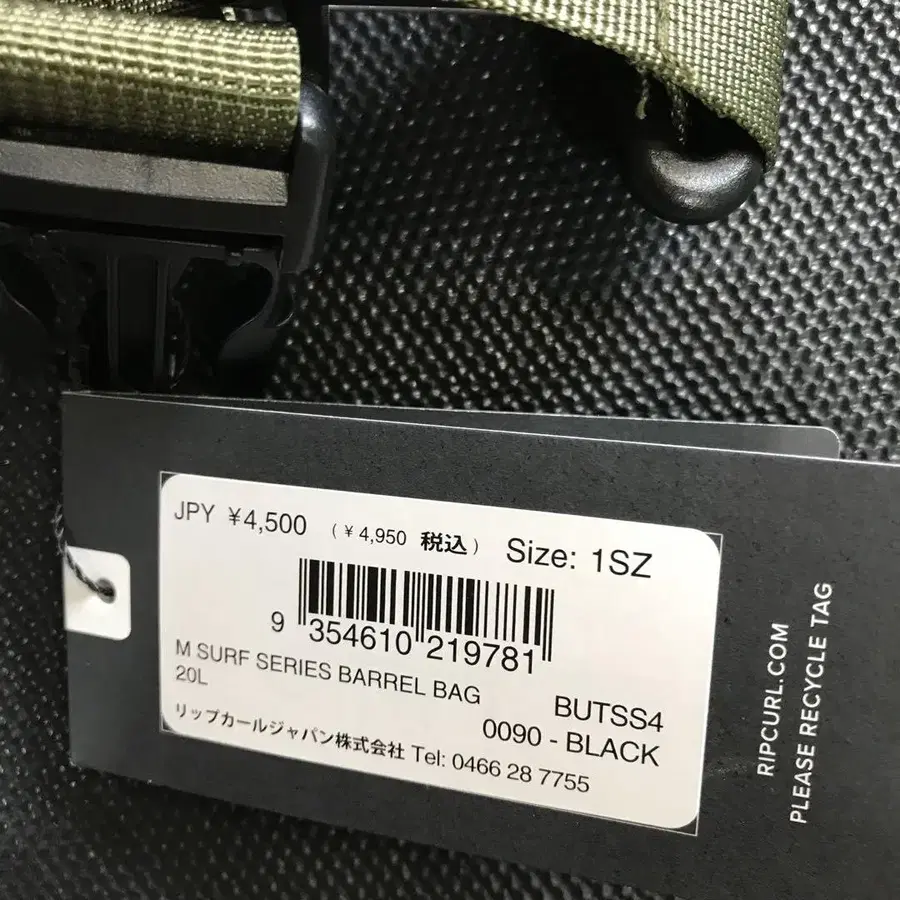 JPY ¥4,500 (¥4,950 税込) Size: 1SZ
9 354610 219781
M SURF SERIES BARREL BAG
20L
BUTSS4
0090 - BLACK
リップカールジャパン株式会社 Tel: 0466 28 7755
RIPCURL.COM
PLEASE RECYCLE TAG